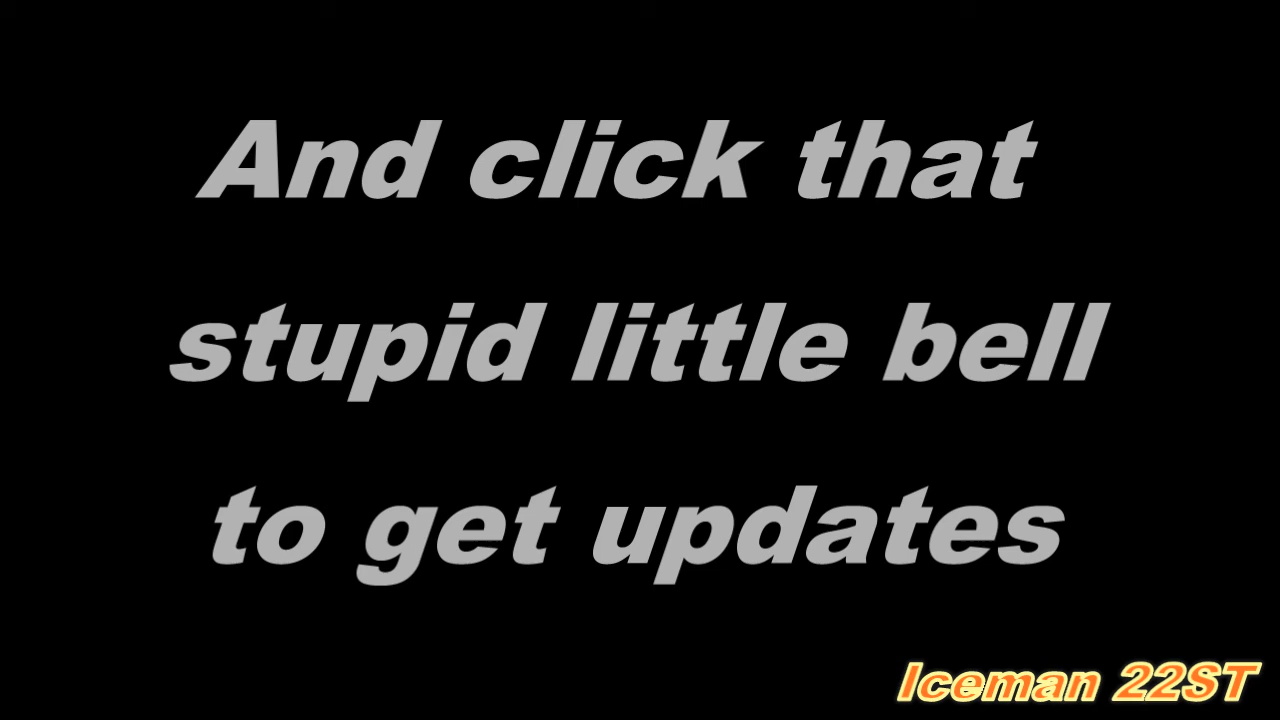 And click that
stupid little bell
to get updates
Iceman 22ST